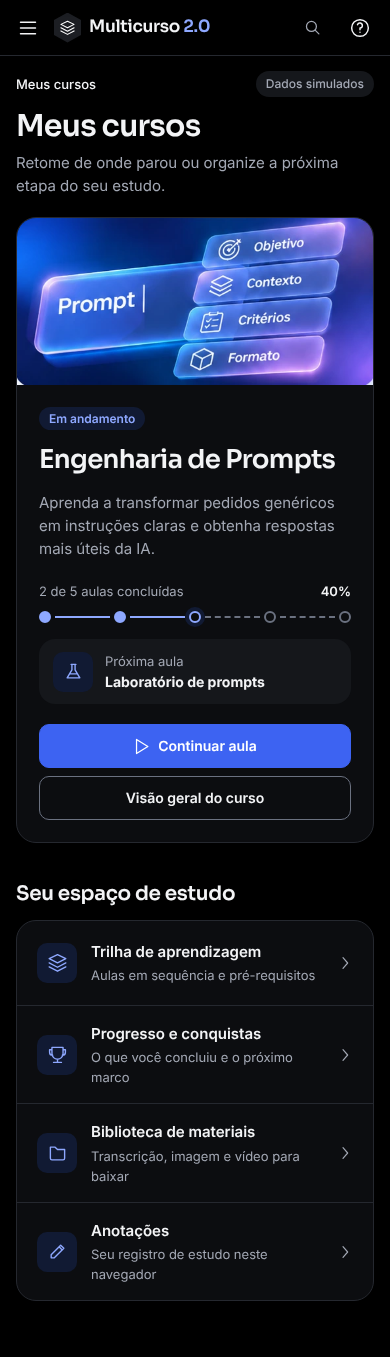 Multicurso 2.0
Meus cursos
Dados simulados
Meus cursos
Retome de onde parou ou organize a próxima
etapa do seu estudo.
Prompt
Objetivo
Contexto
Critérios
Formato
Em andamento
Engenharia de Prompts
Aprenda a transformar pedidos genéricos
em instruções claras e obtenha respostas
mais úteis da IA.
2 de 5 aulas concluídas
40%
Próxima aula
Laboratório de prompts
Continuar aula
Visão geral do curso
Seu espaço de estudo
Trilha de aprendizagem
Aulas em sequência e pré-requisitos
Progresso e conquistas
O que você concluiu e o próximo
marco
Biblioteca de materiais
Transcrição, imagem e vídeo para
baixar
Anotações
Seu registro de estudo neste
navegador